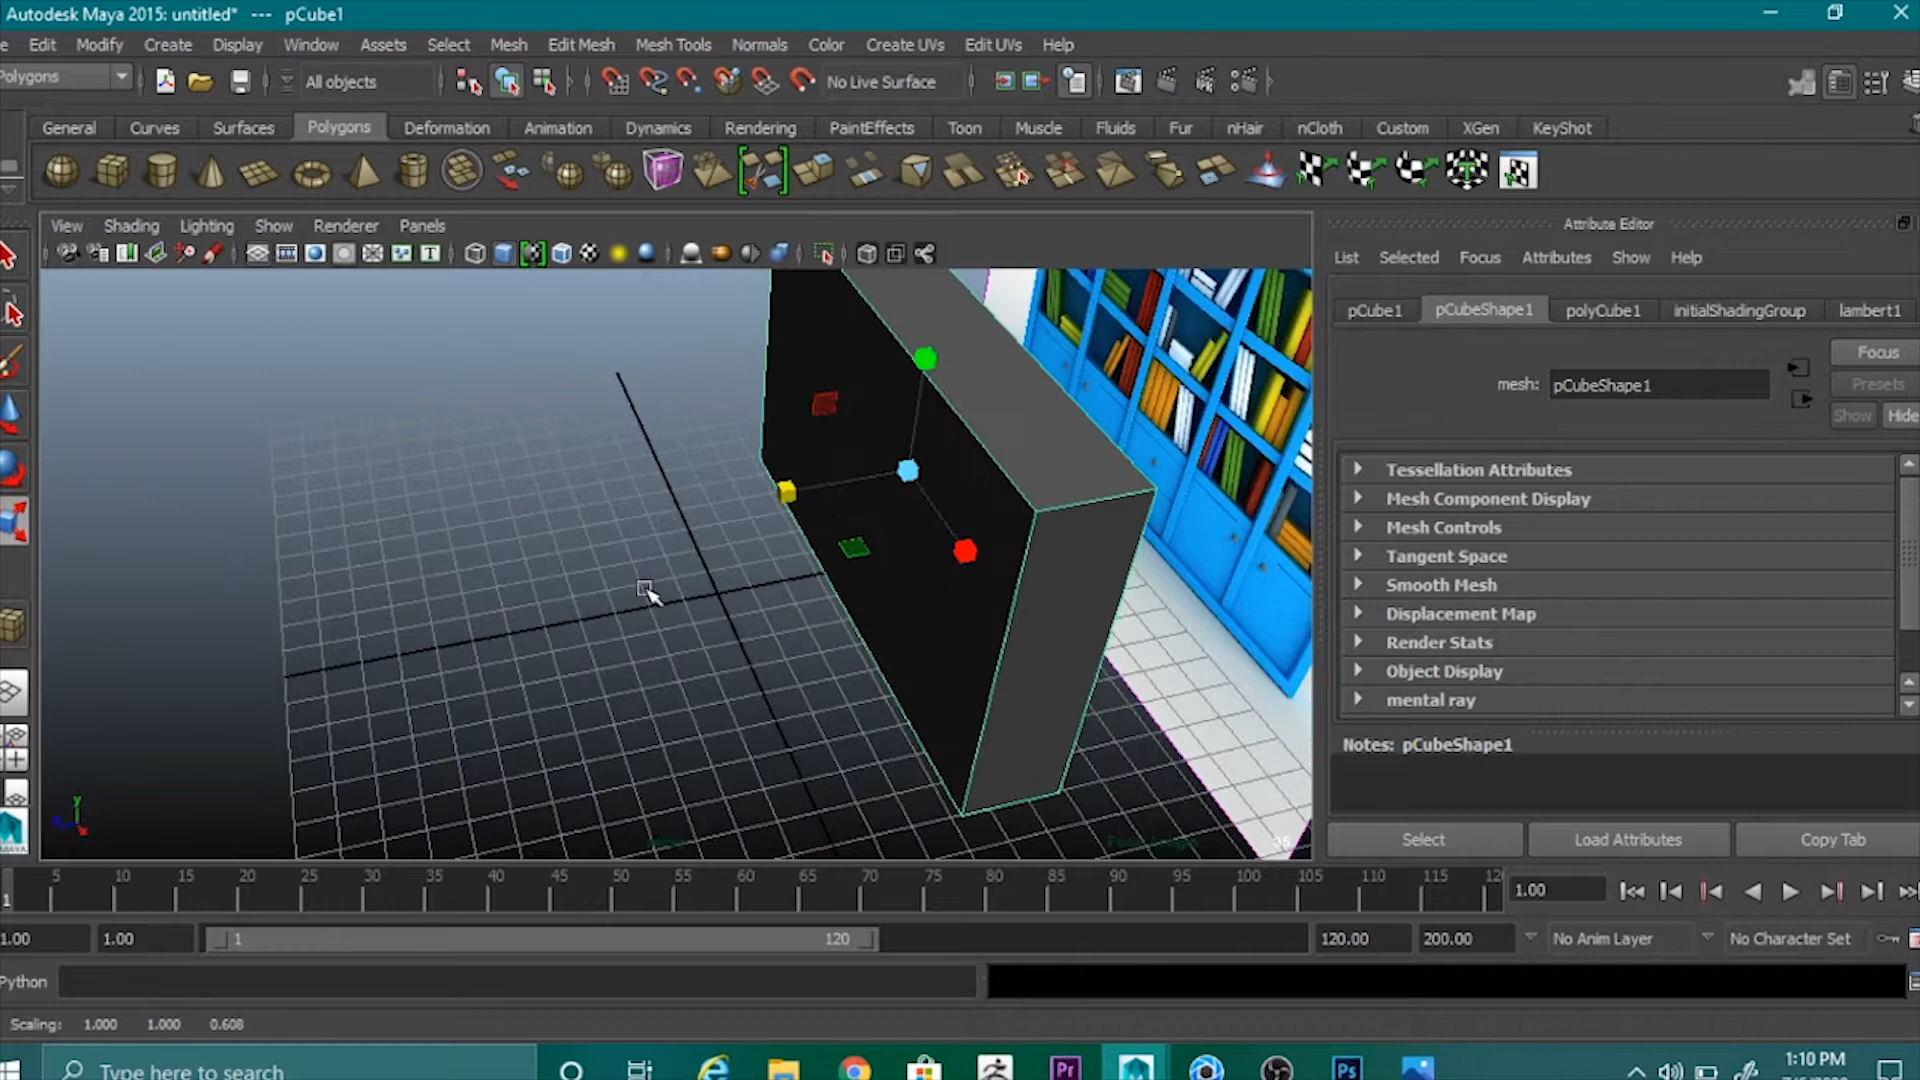 Autodesk Maya 2015: untitled* --- pCube1
Edit Modify Create Display Window Assets Select Mesh Edit Mesh Mesh Tools Normals Color Create UVs Edit UVs Help
Polygons All objects No Live Surface
General Curves Surfaces Polygons Deformation Animation Dynamics Rendering PaintEffects Toon Muscle Fluids Fur nHair nCloth Custom XGen KeyShot
View Shading Lighting Show Renderer Panels
Attribute Editor
List Selected Focus Attributes Show Help
pCube1 pCubeShape1 polyCube1 initialShadingGroup lambert1
Focus
mesh: pCubeShape1
Presets
Show Hide
Tessellation Attributes
Mesh Component Display
Mesh Controls
Tangent Space
Smooth Mesh
Displacement Map
Render Stats
Object Display
mental ray
Notes: pCubeShape1
Select Load Attributes Copy Tab
y
35
5 10 15 20 25 30 35 40 45 50 55 60 65 70 75 80 85 90 95 100 105 110 115 12
1 1.00
1.00 1.00 1 120 120.00 200.00 No Anim Layer No Character Set
Python
Scaling: 1.000 1.000 0.608
MAYA
Type here to search
Pr Ps
1:10 PM